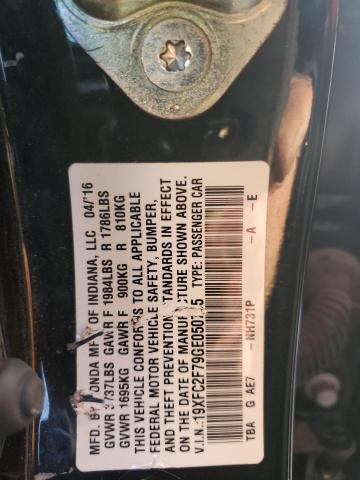 MFD. BY HONDA MFG. OF INDIANA, LLC 04/'16
GVWR 3737LBS GAWR F 1984LBS R 1786LBS
GVWR 1695KG GAWR F 900KG R 810KG
THIS VEHICLE CONFORMS TO ALL APPLICABLE
FEDERAL MOTOR VEHICLE SAFETY, BUMPER,
AND THEFT PREVENTION STANDARDS IN EFFECT
ON THE DATE OF MANUFACTURE SHOWN ABOVE.
V.I.N.: TYPE: PASSENGER CAR
TBA G AE7 -NH731P -A -E